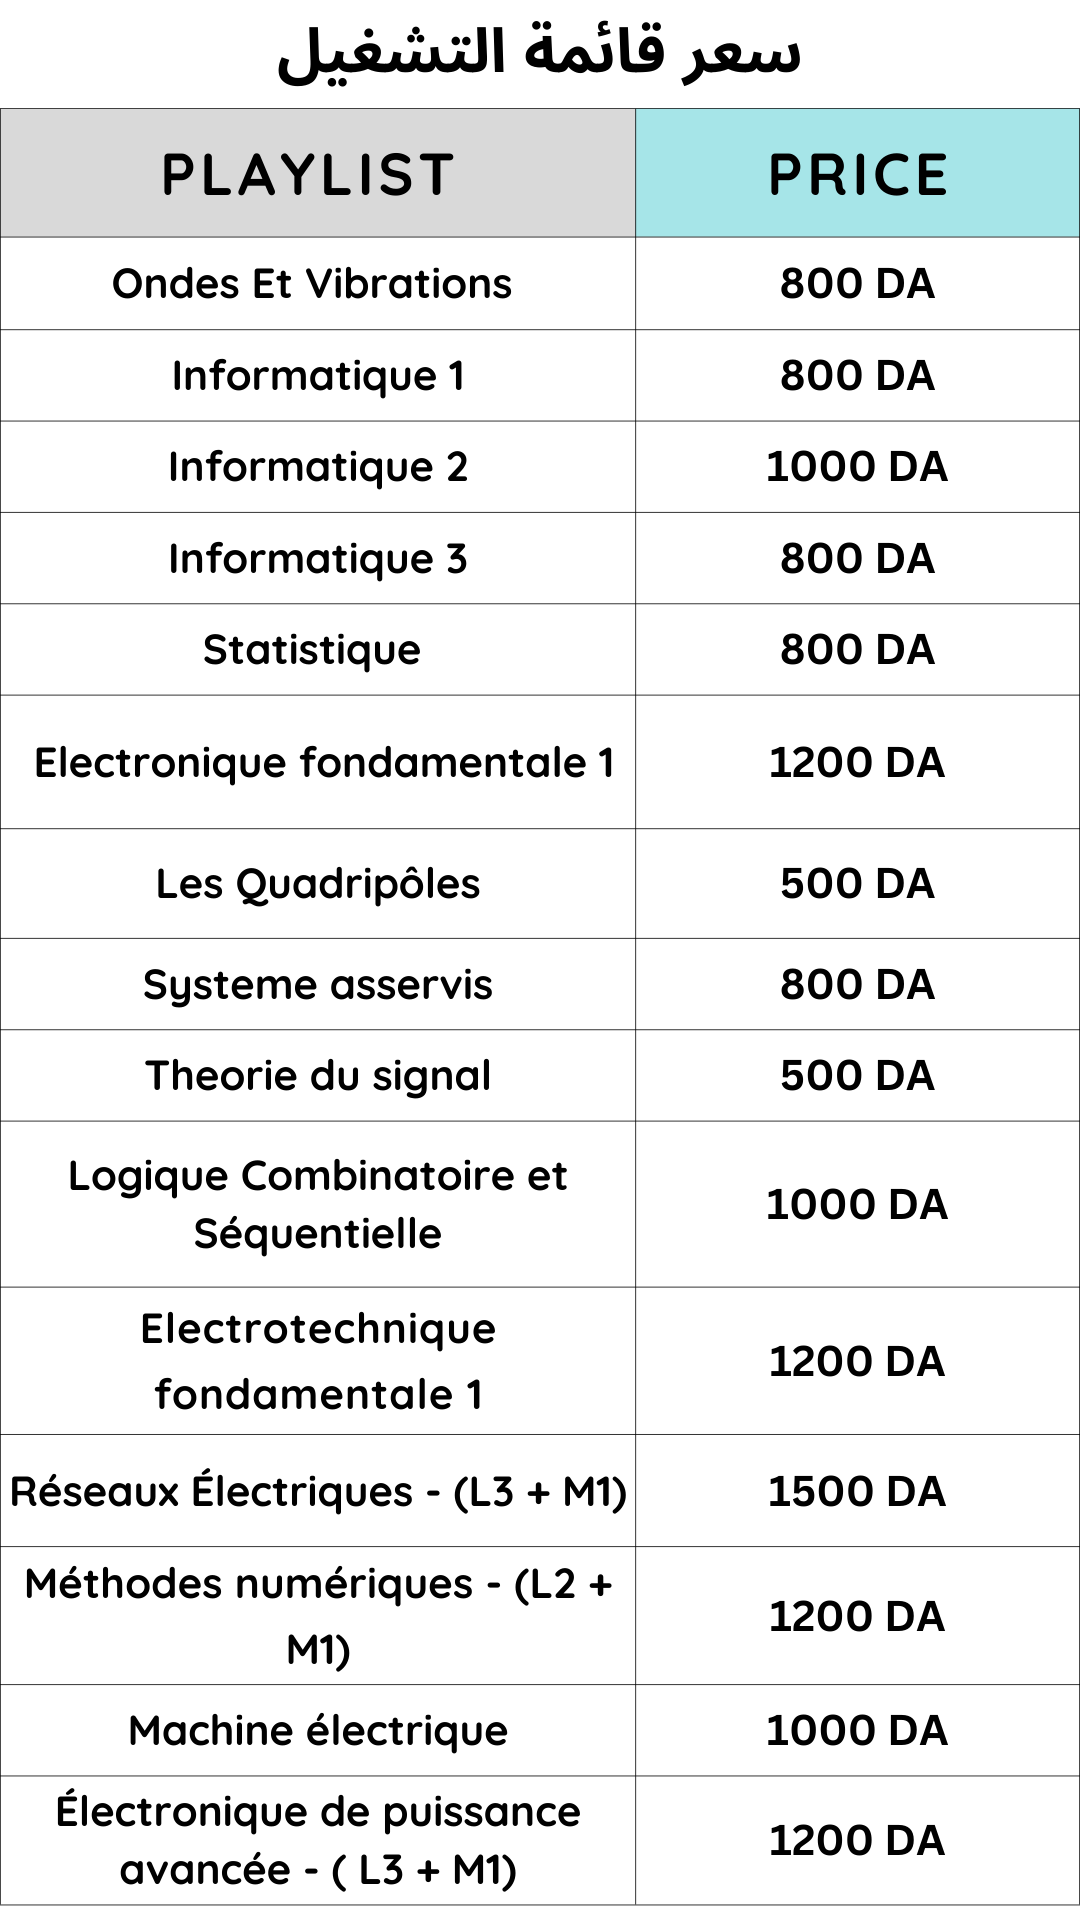 سعر قائمة التشغيل
PLAYLIST PRICE
Ondes Et Vibrations 800 DA
Informatique 1 800 DA
Informatique 2 1000 DA
Informatique 3 800 DA
Statistique 800 DA
Electronique fondamentale 1 1200 DA
Les Quadripôles 500 DA
Systeme asservis 800 DA
Theorie du signal 500 DA
Logique Combinatoire et
Séquentielle
1000 DA
Electrotechnique
fondamentale 1
1200 DA
Réseaux Électriques - (L3 + M1) 1500 DA
Méthodes numériques - (L2 +
M1)
1200 DA
Machine électrique 1000 DA
Électronique de puissance
avancée - ( L3 + M1)
1200 DA